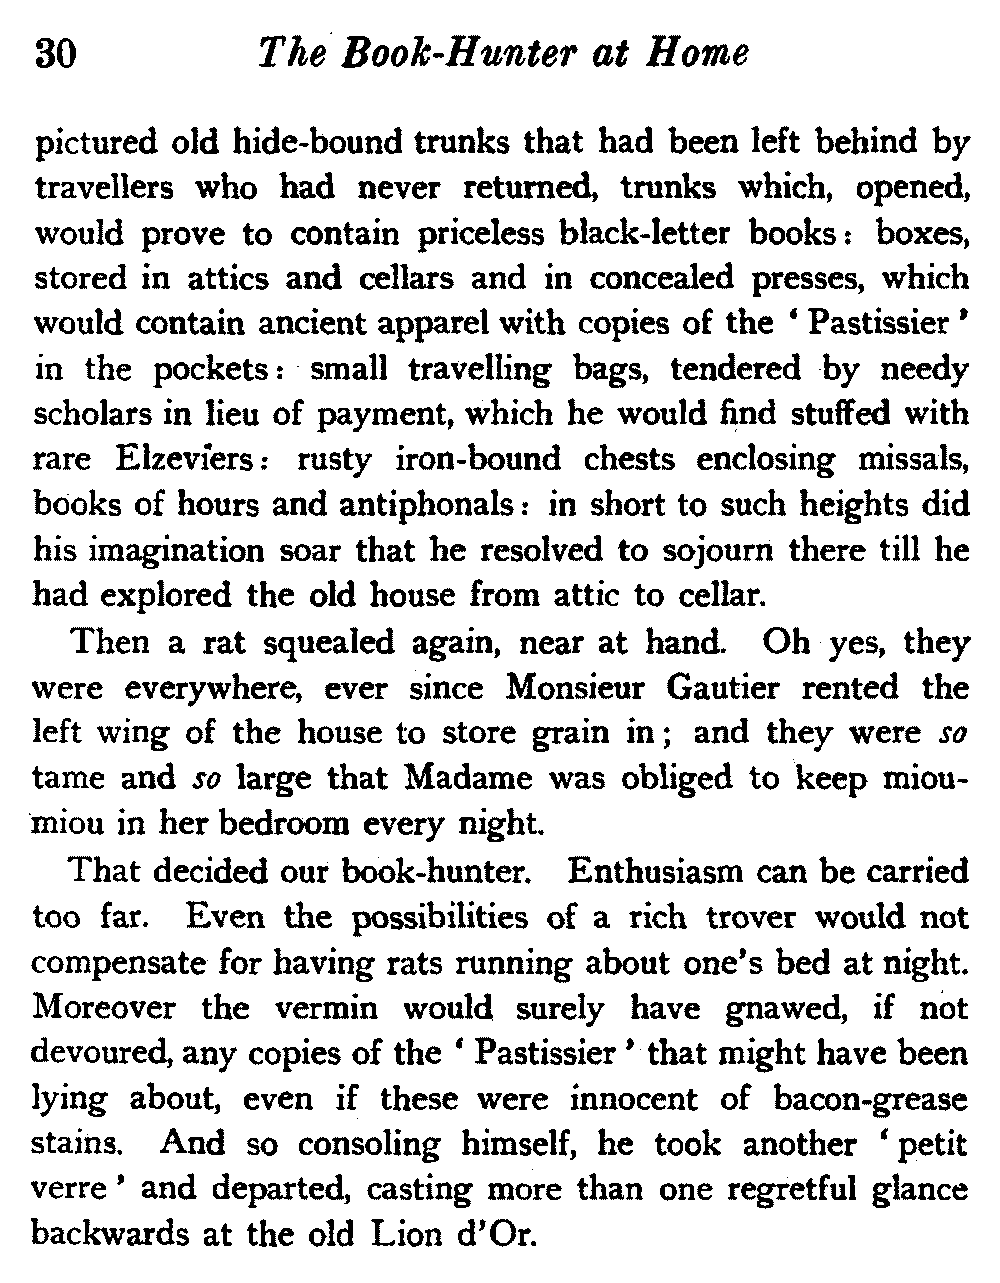 30 The Book-Hunter at Home
pictured old hide-bound trunks that had been left behind by
travellers who had never returned, trunks which, opened,
would prove to contain priceless black-letter books: boxes,
stored in attics and cellars and in concealed presses, which
would contain ancient apparel with copies of the ‘Pastissier’
in the pockets: small travelling bags, tendered by needy
scholars in lieu of payment, which he would find stuffed with
rare Elzeviers: rusty iron-bound chests enclosing missals,
books of hours and antiphonals: in short to such heights did
his imagination soar that he resolved to sojourn there till he
had explored the old house from attic to cellar.
Then a rat squealed again, near at hand. Oh yes, they
were everywhere, ever since Monsieur Gautier rented the
left wing of the house to store grain in; and they were so
tame and so large that Madame was obliged to keep miou-
miou in her bedroom every night.
That decided our book-hunter. Enthusiasm can be carried
too far. Even the possibilities of a rich trover would not
compensate for having rats running about one's bed at night.
Moreover the vermin would surely have gnawed, if not
devoured, any copies of the ‘Pastissier’ that might have been
lying about, even if these were innocent of bacon-grease
stains. And so consoling himself, he took another ‘petit
verre’ and departed, casting more than one regretful glance
backwards at the old Lion d'Or.